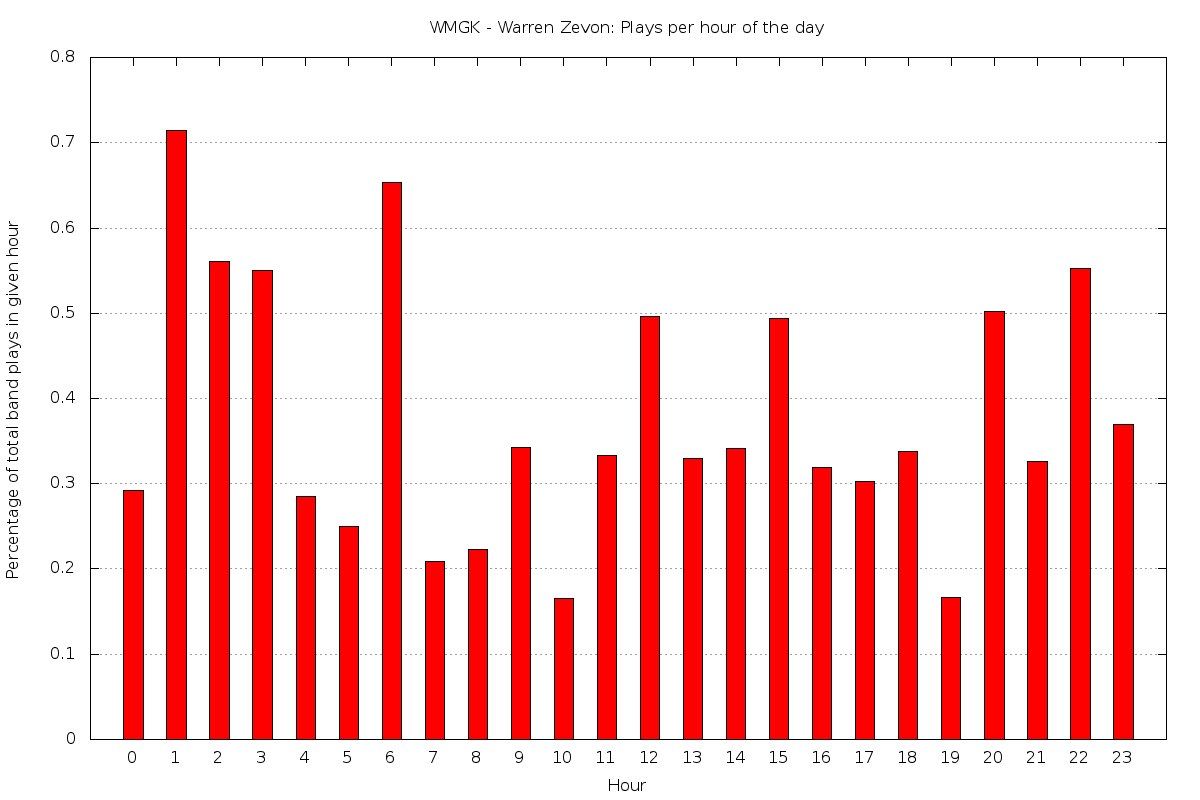 WMGK - Warren Zevon: Plays per hour of the day
Percentage of total band plays in given hour
0.8
0.7
0.6
0.5
0.4
0.3
0.2
0.1
0
0 1 2 3 4 5 6 7 8 9 10 11 12 13 14 15 16 17 18 19 20 21 22 23
Hour